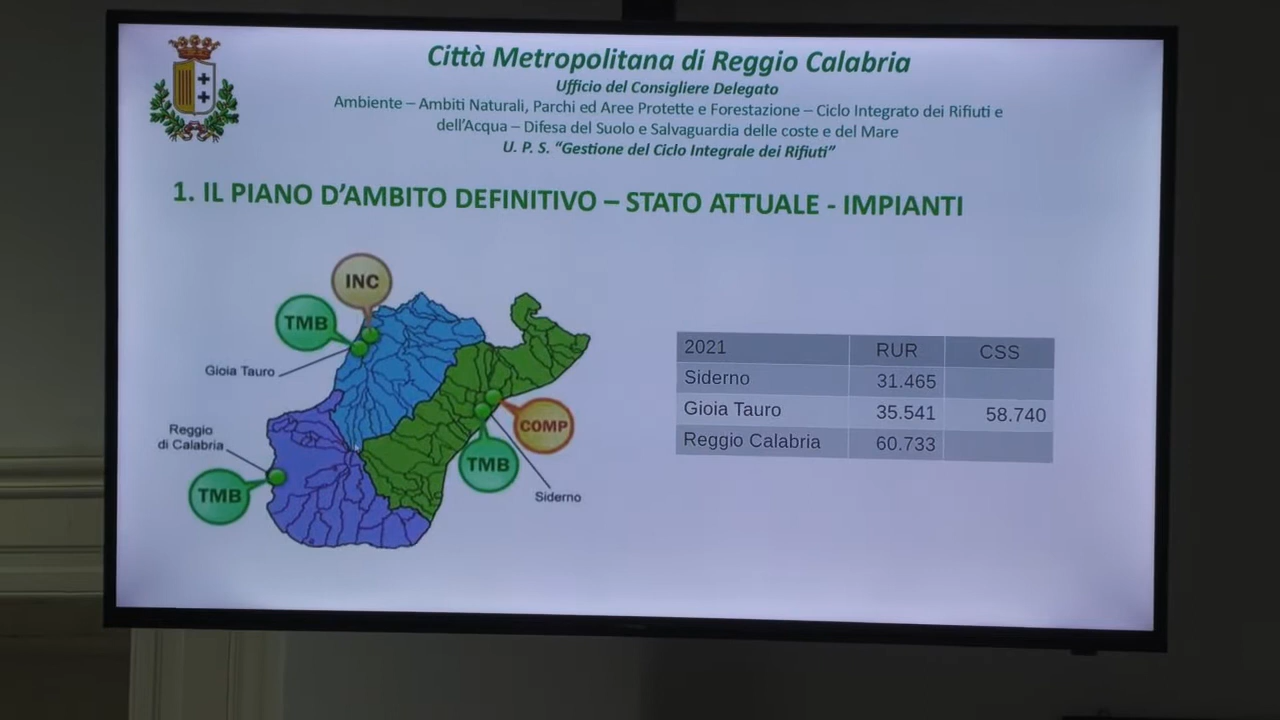 Città Metropolitana di Reggio Calabria
Ufficio del Consigliere Delegato
Ambiente – Ambiti Naturali, Parchi ed Aree Protette e Forestazione – Ciclo Integrato dei Rifiuti e
dell'Acqua – Difesa del Suolo e Salvaguardia delle coste e del Mare
U. P. S. "Gestione del Ciclo Integrale dei Rifiuti"
1. IL PIANO D'AMBITO DEFINITIVO – STATO ATTUALE - IMPIANTI
INC
TMB
Gioia Tauro
Reggio
di Calabria
TMB
COMP
TMB
Siderno
2021 RUR CSS
Siderno 31.465
Gioia Tauro 35.541 58.740
Reggio Calabria 60.733